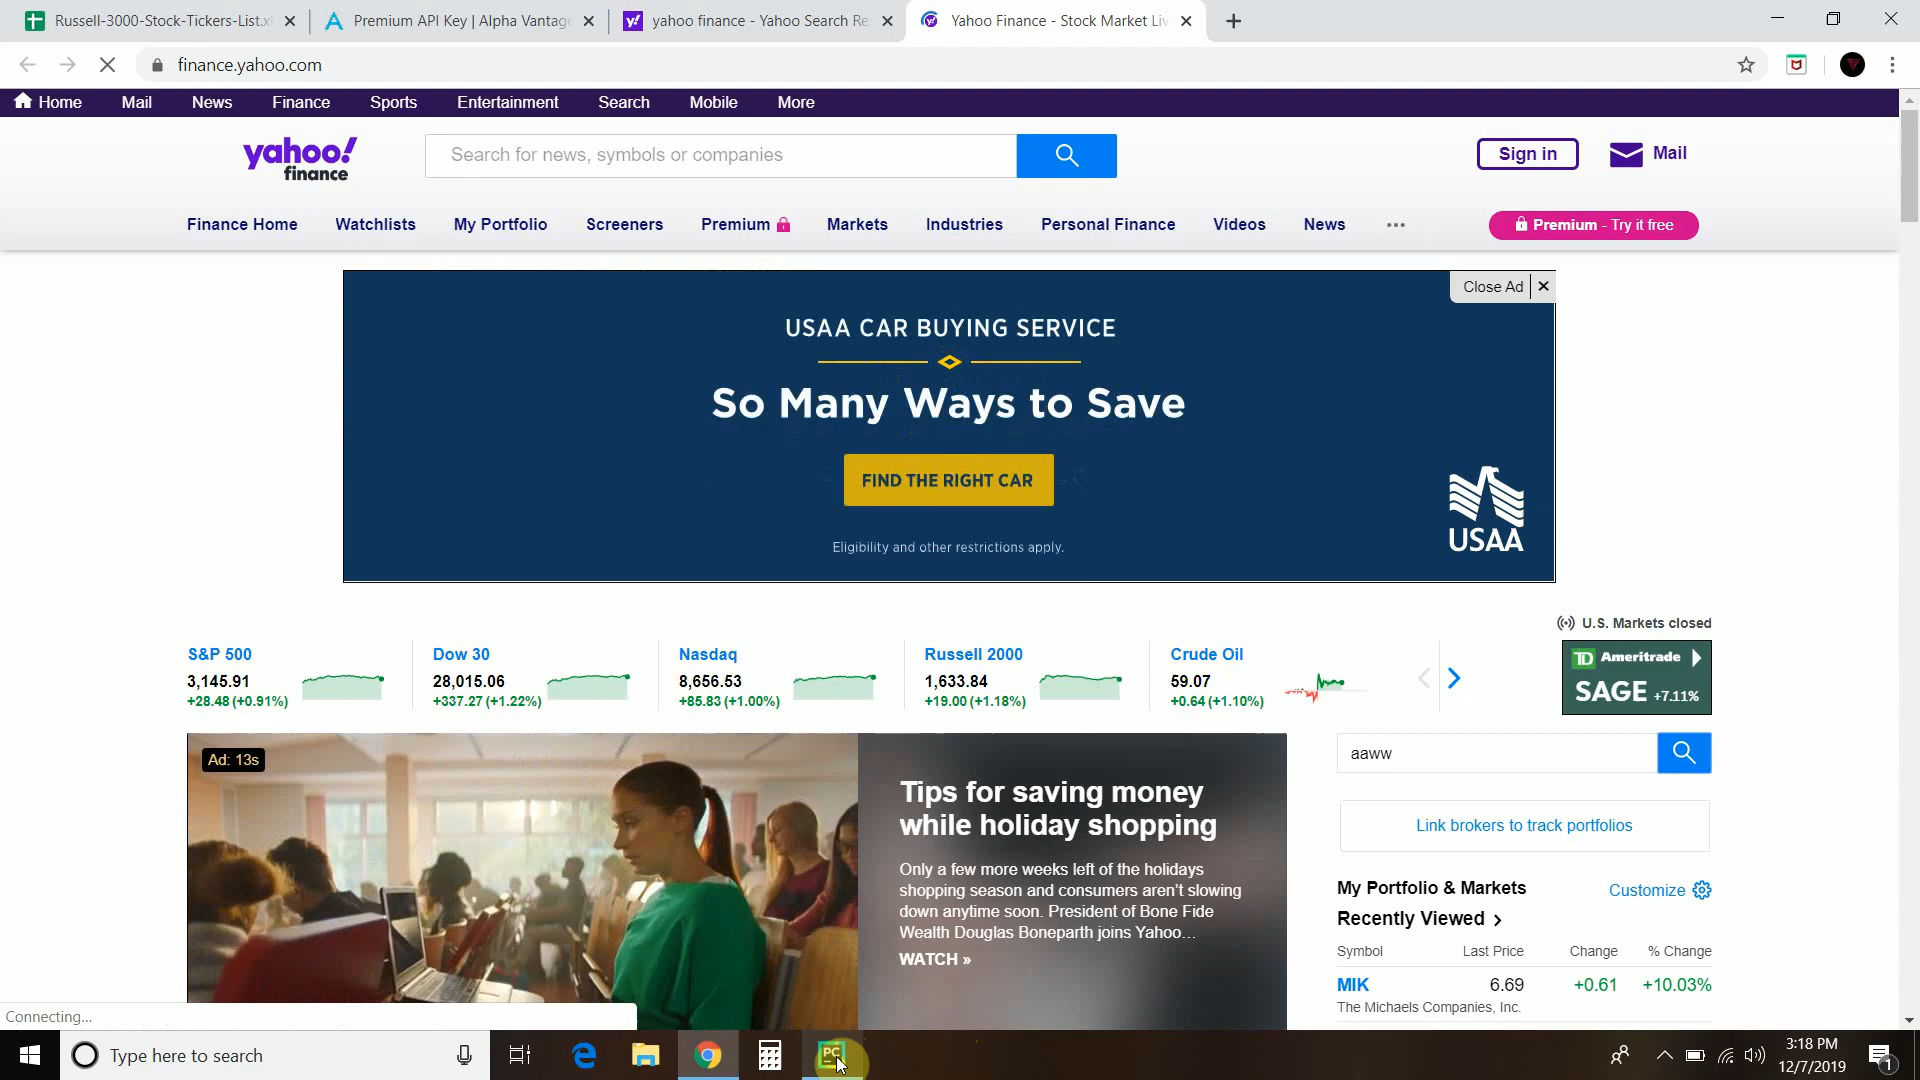 Russell-3000-Stock-Tickers-List.xl
Premium API Key | Alpha Vantage
yahoo finance - Yahoo Search Re
Yahoo Finance - Stock Market Liv
finance.yahoo.com
Home Mail News Finance Sports Entertainment Search Mobile More
yahoo!
finance
Search for news, symbols or companies
Sign in
Mail
Finance Home Watchlists My Portfolio Screeners Premium Markets Industries Personal Finance Videos News
Premium - Try it free
Close Ad
USAA CAR BUYING SERVICE
So Many Ways to Save
FIND THE RIGHT CAR
Eligibility and other restrictions apply.
USAA
U.S. Markets closed
S&P 500
3,145.91
+28.48 (+0.91%)
Dow 30
28,015.06
+337.27 (+1.22%)
Nasdaq
8,656.53
+85.83 (+1.00%)
Russell 2000
1,633.84
+19.00 (+1.18%)
Crude Oil
59.07
+0.64 (+1.10%)
TD Ameritrade
SAGE +7.11%
Ad: 13s
Tips for saving money
while holiday shopping
Only a few more weeks left of the holidays
shopping season and consumers aren't slowing
down anytime soon. President of Bone Fide
Wealth Douglas Boneparth joins Yahoo...
WATCH »
aaww
Link brokers to track portfolios
My Portfolio & Markets
Customize
Recently Viewed
Symbol Last Price Change % Change
MIK 6.69 +0.61 +10.03%
The Michaels Companies, Inc.
Connecting...
Type here to search
PC
3:18 PM
12/7/2019
1